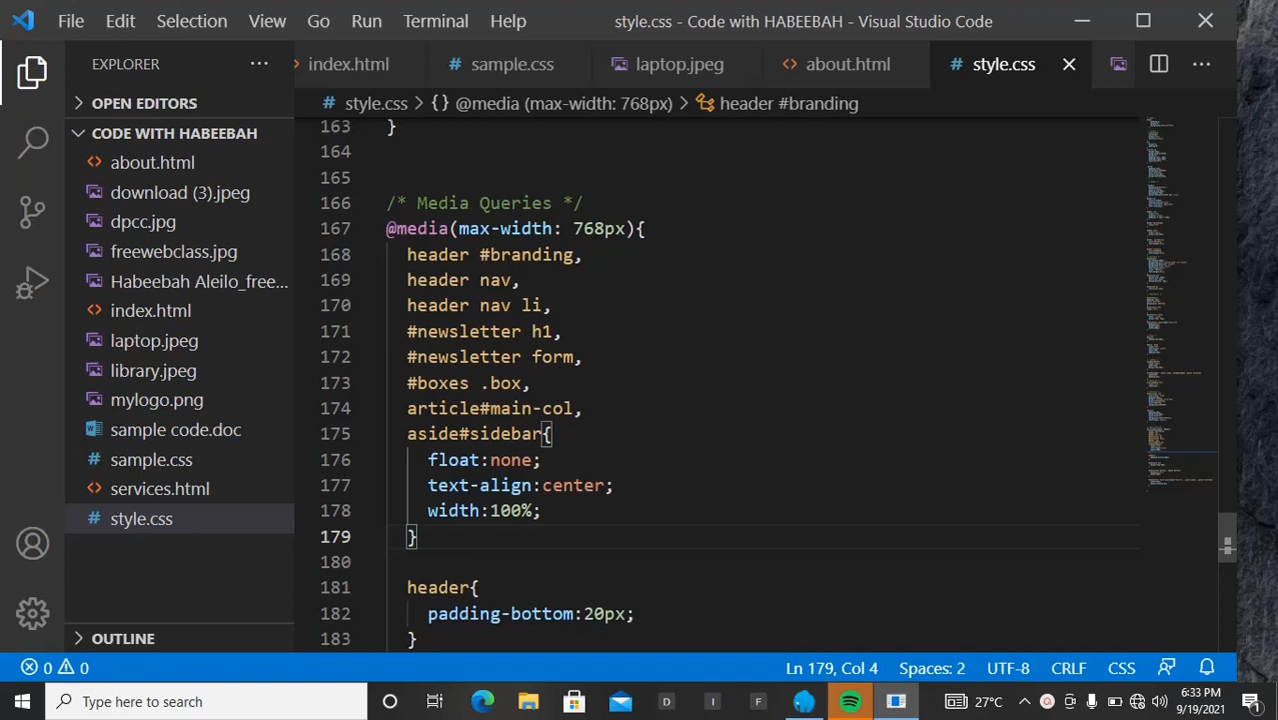 File Edit Selection View Go Run Terminal Help style.css - Code with HABEEBAH - Visual Studio Code
EXPLORER ...
index.html # sample.css laptop.jpeg about.html # style.css
OPEN EDITORS
# style.css > {} @media (max-width: 768px) > header #branding
CODE WITH HABEEBAH
about.html
download (3).jpeg
dpcc.jpg
freewebclass.jpg
Habeebah Aleilo_free...
index.html
laptop.jpeg
library.jpeg
mylogo.png
sample code.doc
# sample.css
services.html
# style.css
OUTLINE
163 }
164
165
166 /* Media Queries */
167 @media(max-width: 768px){
168 header #branding,
169 header nav,
170 header nav li,
171 #newsletter h1,
172 #newsletter form,
173 #boxes .box,
174 article#main-col,
175 aside#sidebar{
176 float:none;
177 text-align:center;
178 width:100%;
179 }
180
181 header{
182 padding-bottom:20px;
183 }
0 0 Ln 179, Col 4 Spaces: 2 UTF-8 CRLF CSS
Type here to search D I F 27°C 6:33 PM
9/19/2021 1